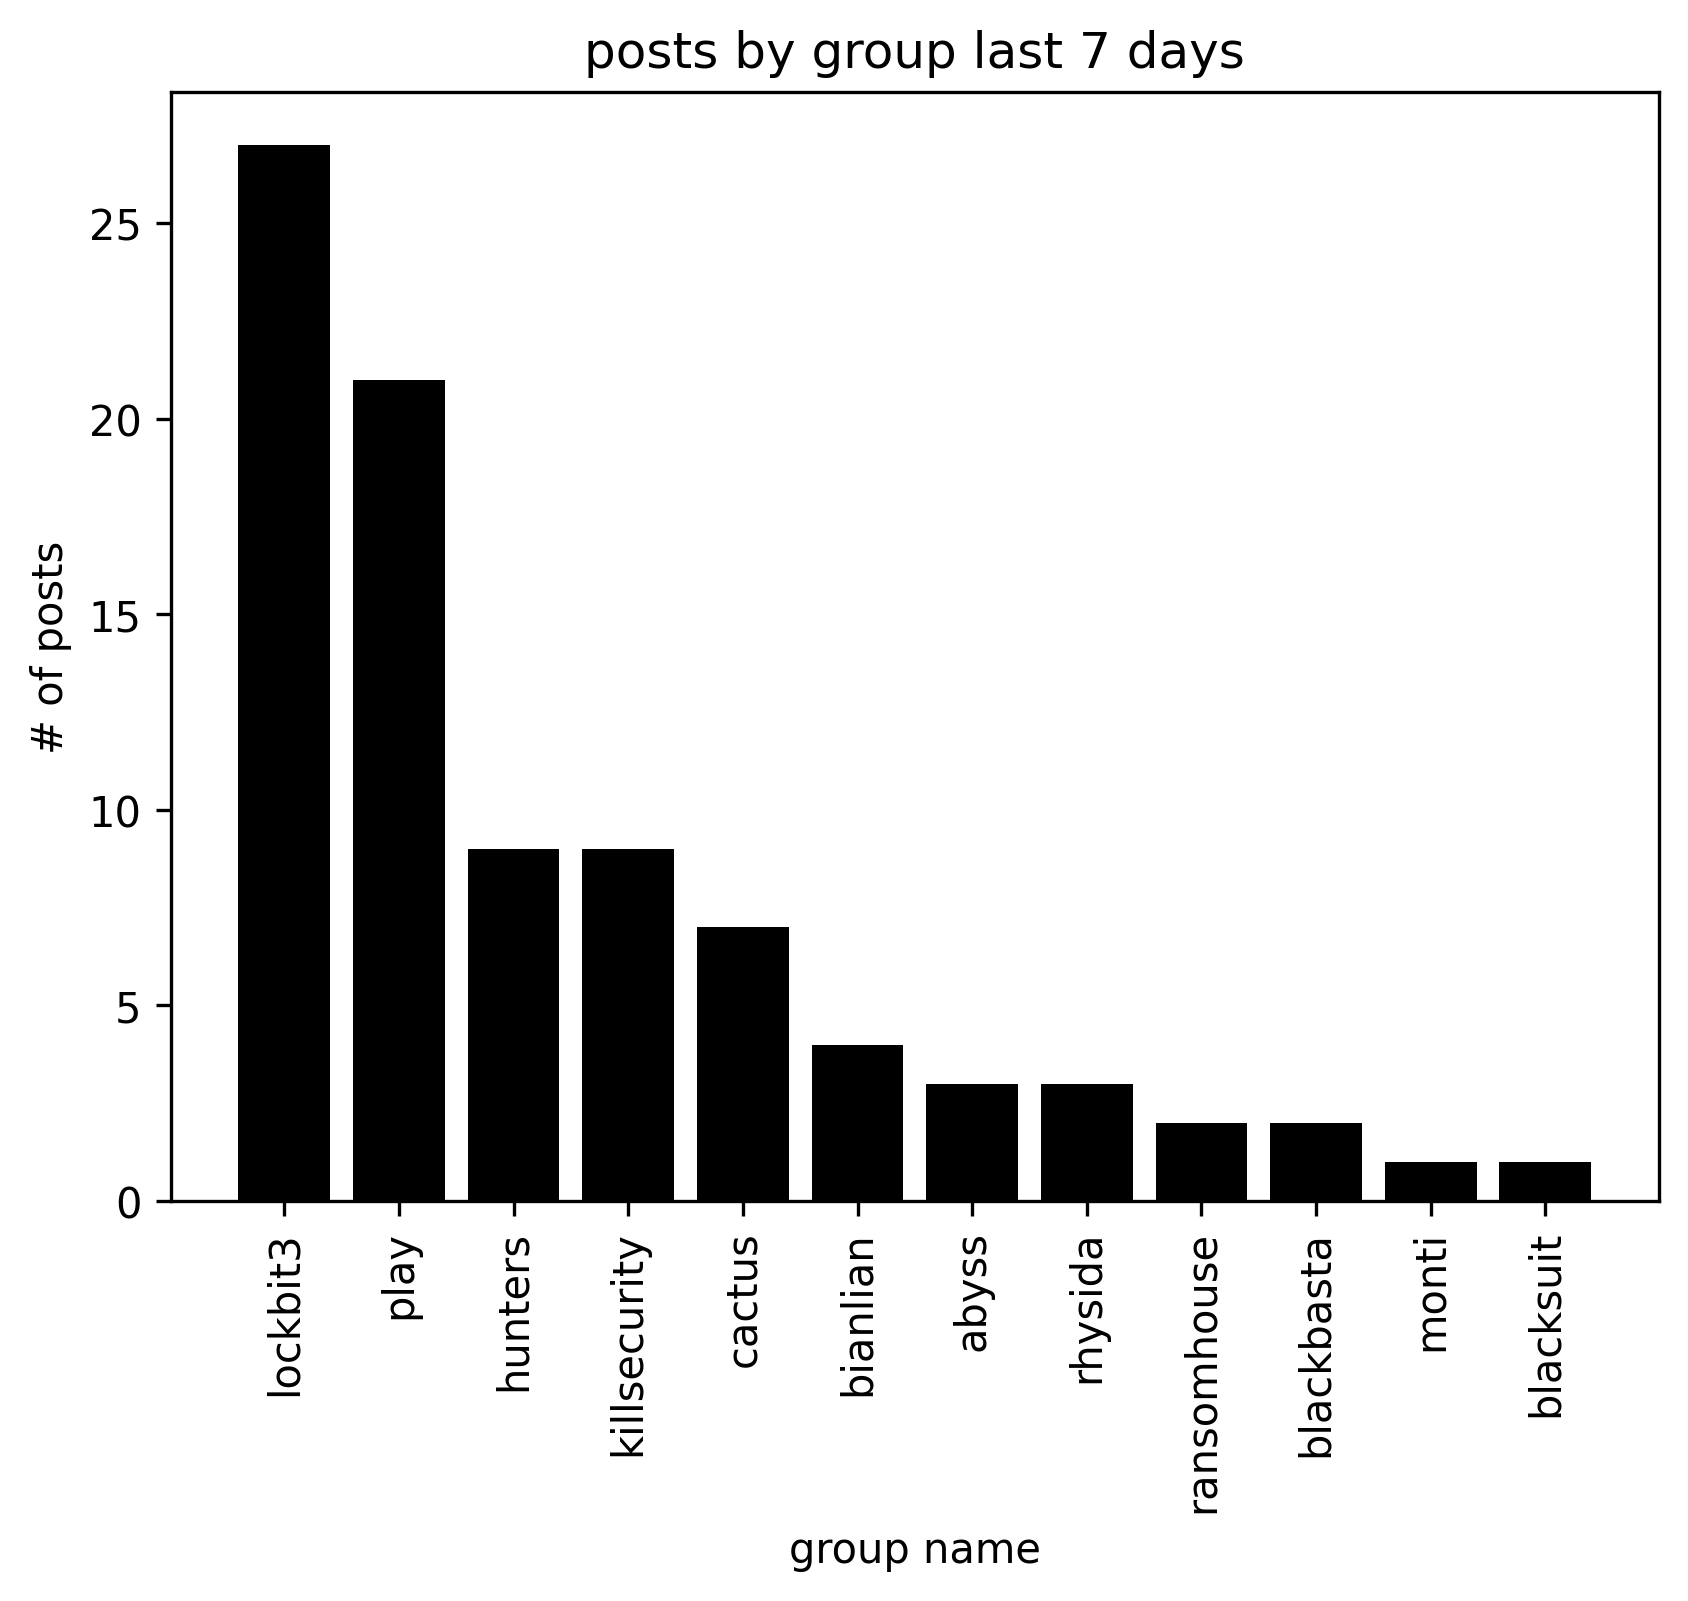 posts by group last 7 days
# of posts
25
20
15
10
5
0
lockbit3
play
hunters
killsecurity
cactus
bianlian
abyss
rhysida
ransomhouse
blackbasta
monti
blacksuit
group name